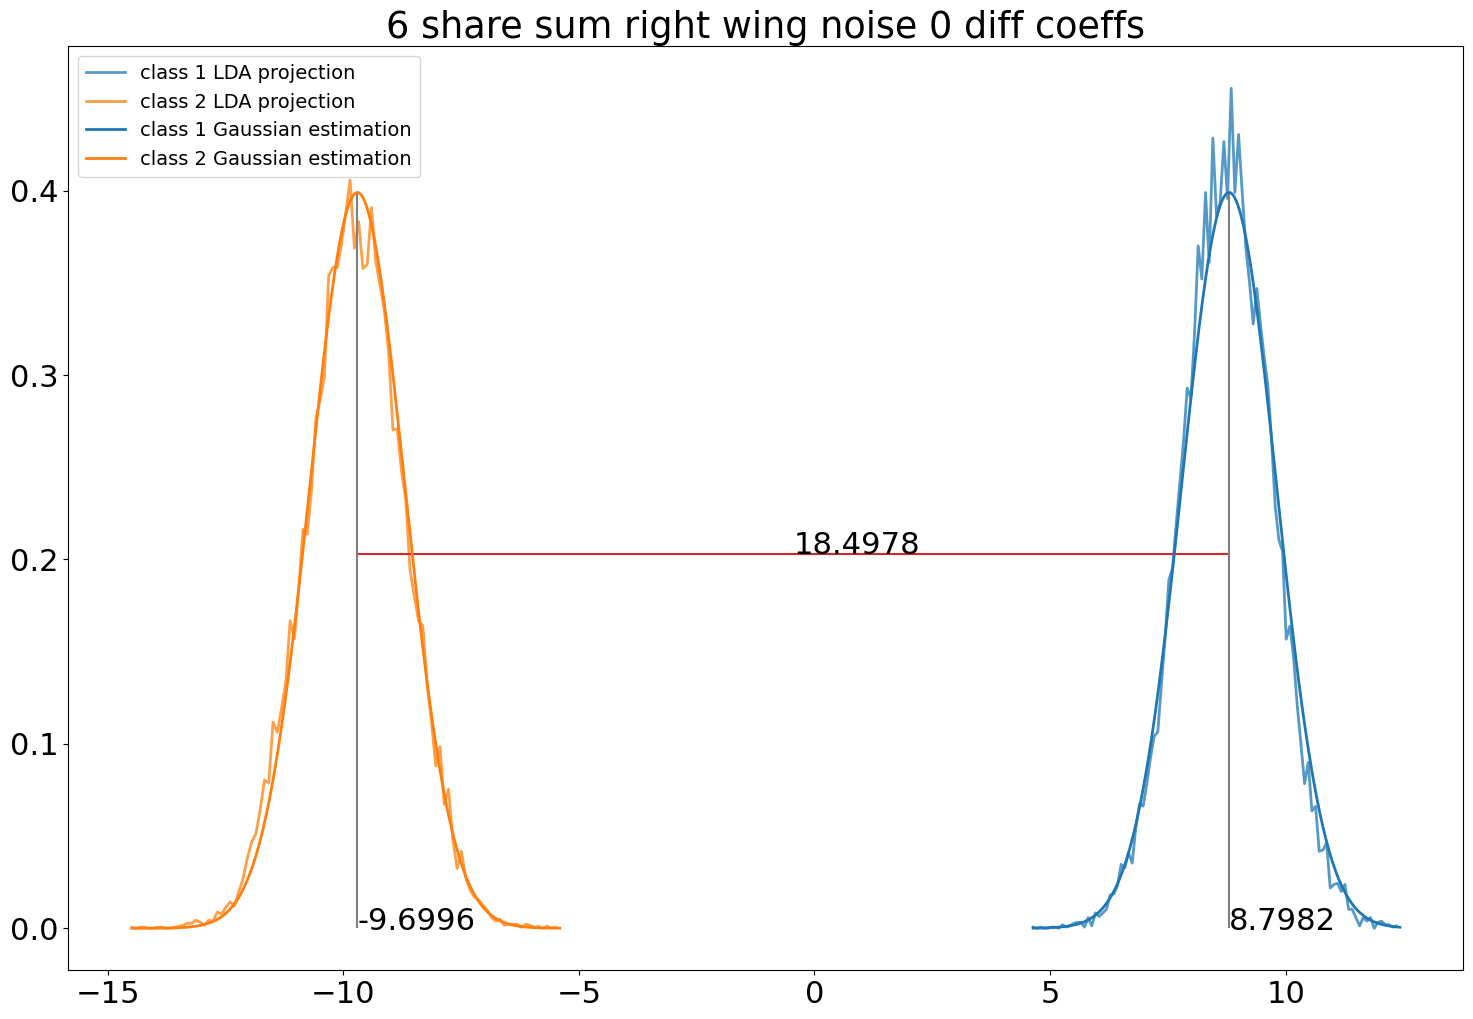 6 share sum right wing noise 0 diff coeffs
class 1 LDA projection
class 2 LDA projection
class 1 Gaussian estimation
class 2 Gaussian estimation
0.4
0.3
18.4978
0.2
0.1
-9.6996 8.7982
0.0
−15 −10 −5 0 5 10